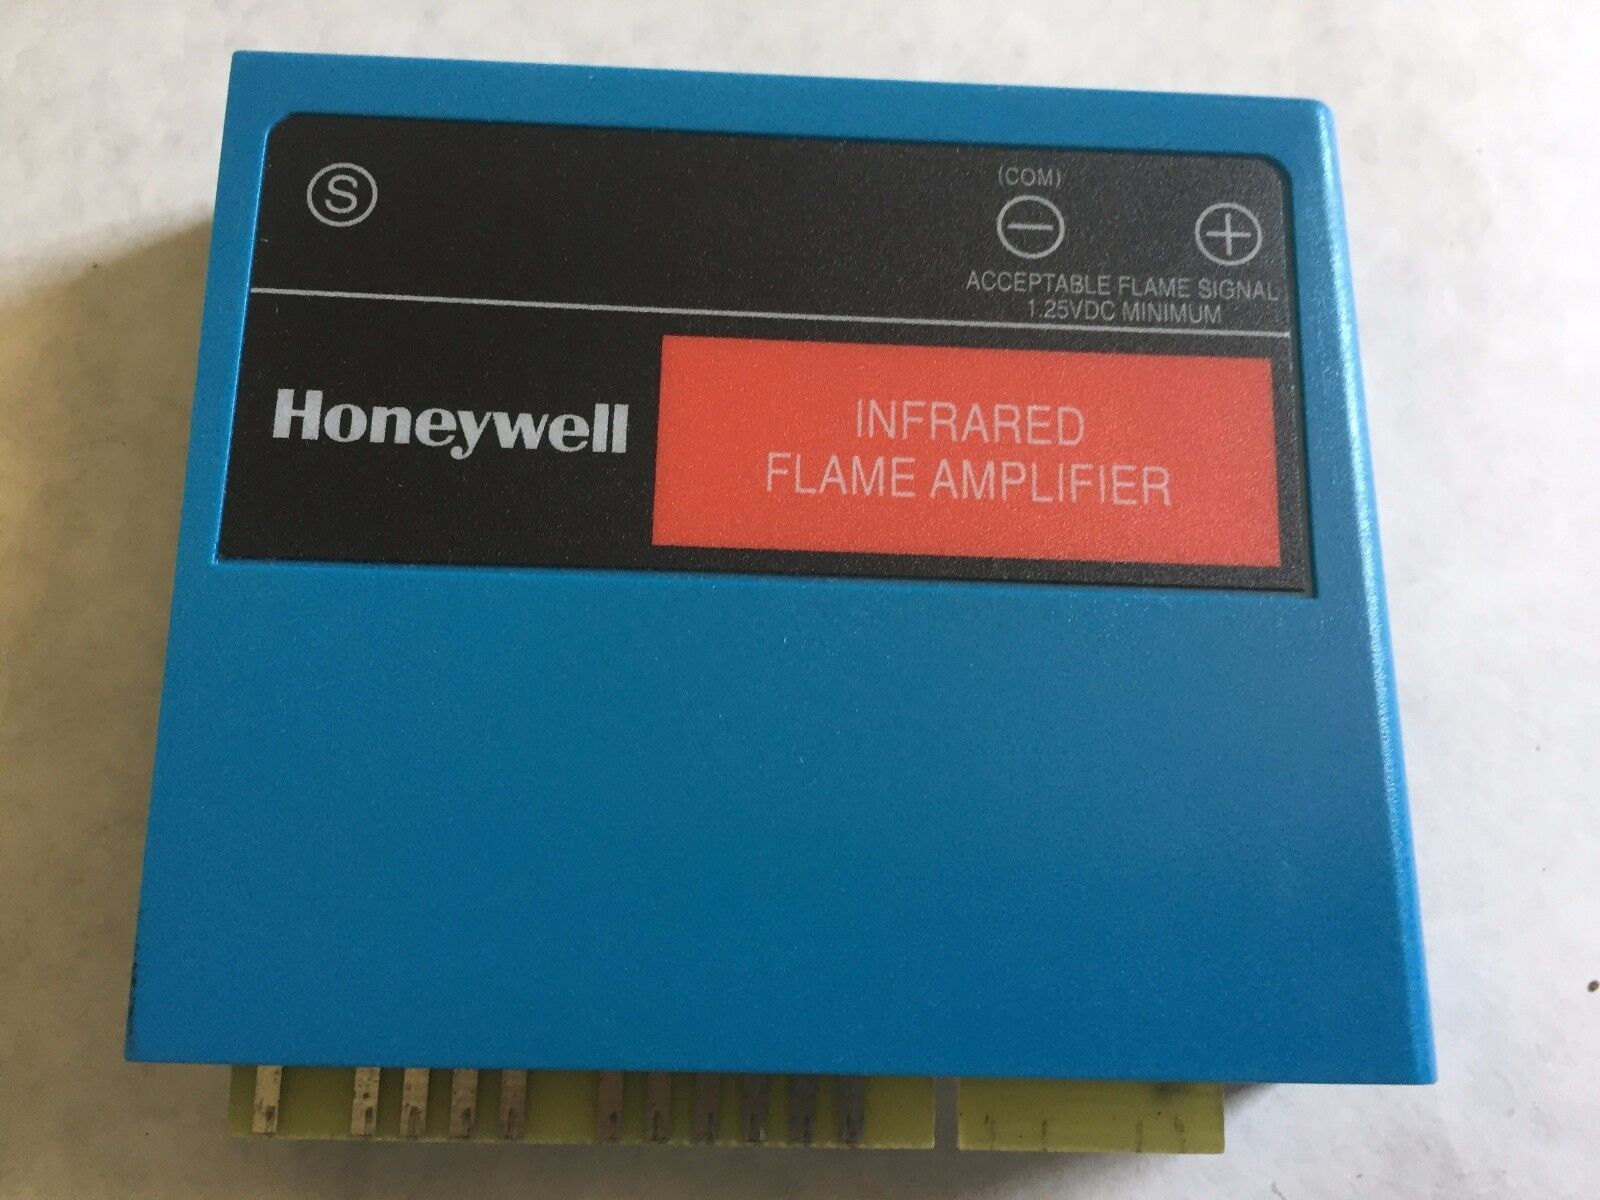 S
(COM)
− +
ACCEPTABLE FLAME SIGNAL
1.25VDC MINIMUM
Honeywell
INFRARED
FLAME AMPLIFIER